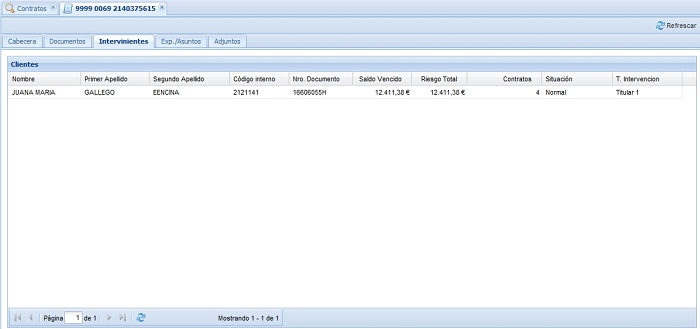 Contratos 9999 0069 2140375615
Refrescar
Cabecera Documentos Intervinientes Exp./Asuntos Adjuntos
Clientes
Nombre Primer Apellido Segundo Apellido Código interno Nro. Documento Saldo Vencido Riesgo Total Contratos Situación T. Intervencion
JUANA MARIA GALLEGO EENCINA 2121141 16606055H 12.411,38 € 12.411,38 € 4 Normal Titular 1
Página 1 de 1 Mostrando 1 - 1 de 1